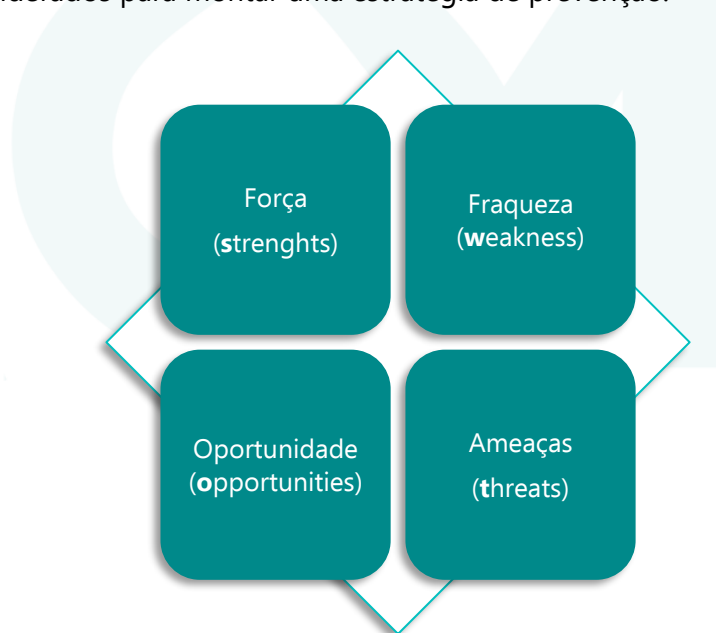 para montar uma estratégia de prevenção.
Força
(strenghts)
Fraqueza
(weakness)
Oportunidade
(opportunities)
Ameaças
(threats)